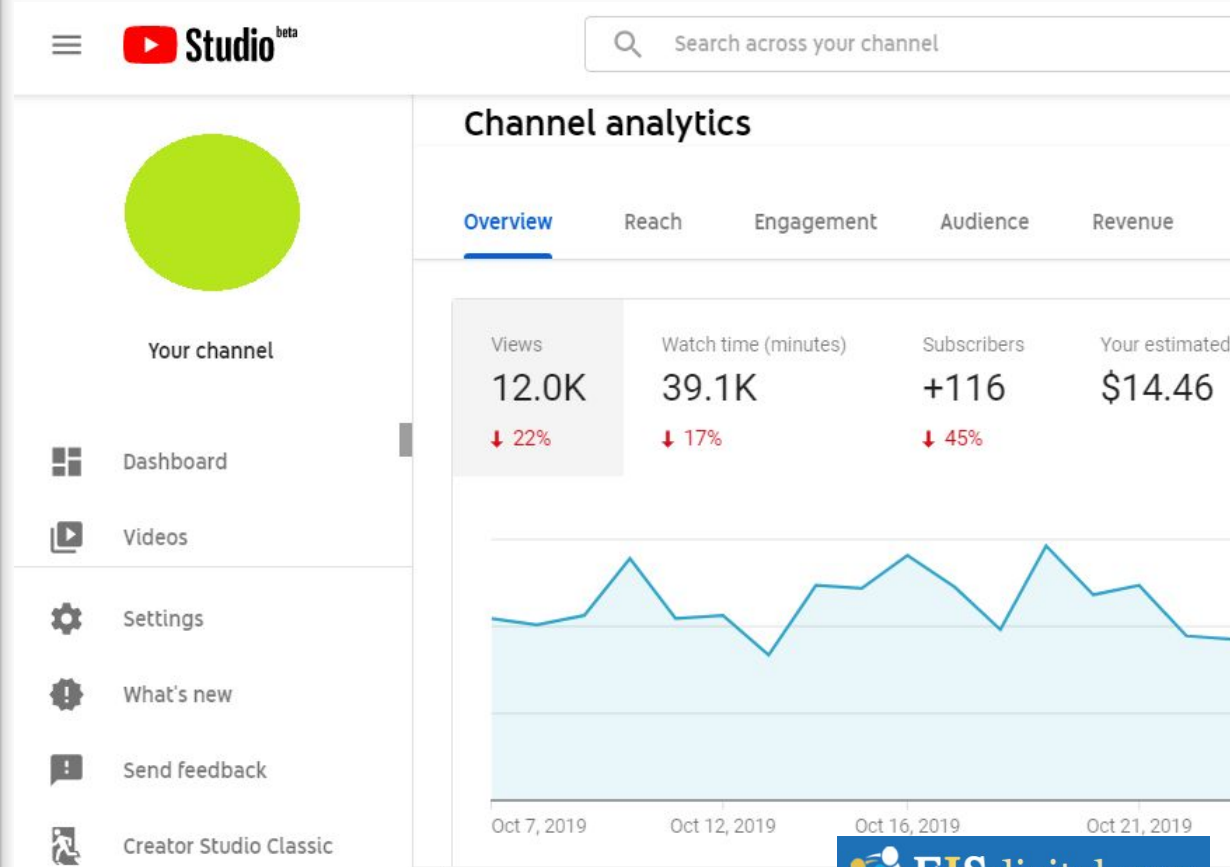 Studio beta
Search across your channel
Channel analytics
Overview Reach Engagement Audience Revenue
Your channel
Views Watch time (minutes) Subscribers Your estimated
12.0K 39.1K +116 $14.46
22% 17% 45%
Dashboard
Videos
Settings
What's new
Send feedback
Creator Studio Classic
Oct 7, 2019 Oct 12, 2019 Oct 16, 2019 Oct 21, 2019